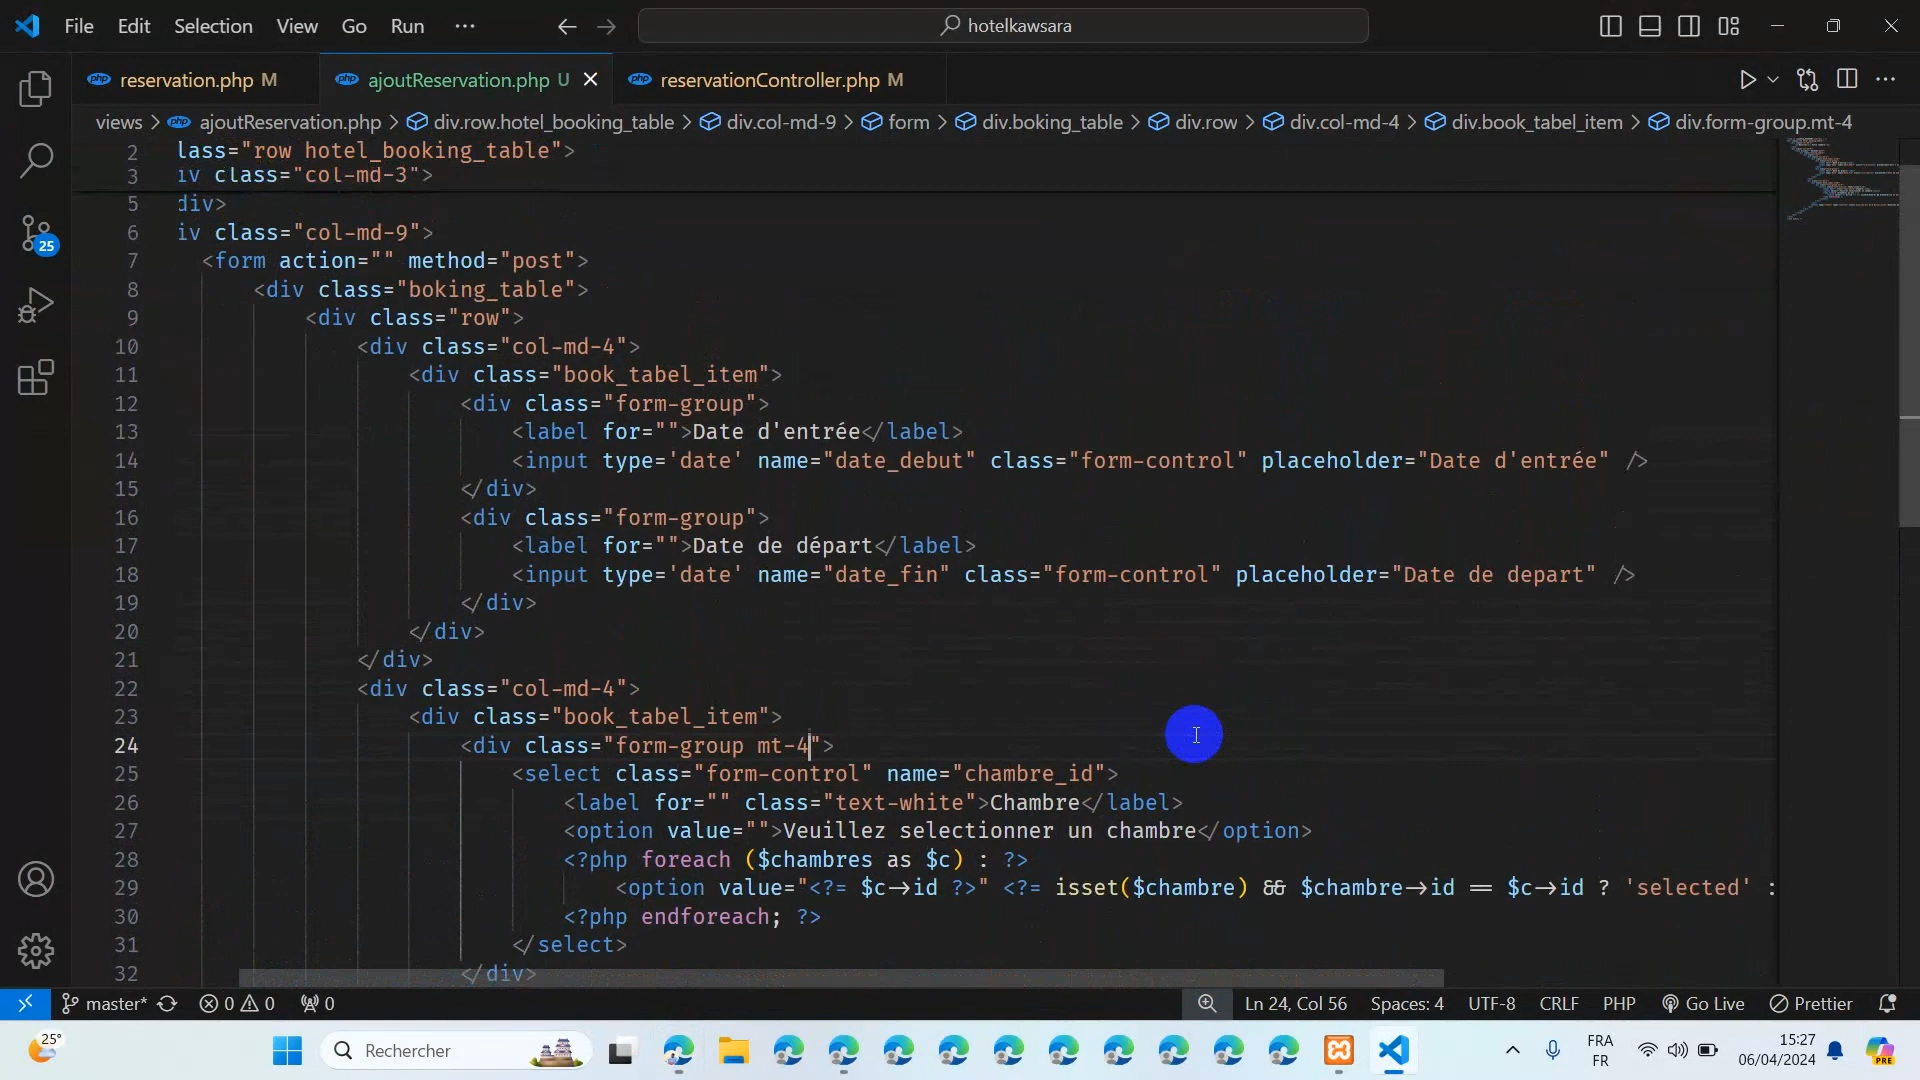 File Edit Selection View Go Run ··· hotelkawsara
reservation.php M ajoutReservation.php U reservationController.php M
views > ajoutReservation.php > div.row.hotel_booking_table > div.col-md-9 > form > div.boking_table > div.row > div.col-md-4 > div.book_tabel_item > div.form-group.mt-4
2 lass="row hotel_booking_table">
3 iv class="col-md-3">
5 div>
6 iv class="col-md-9">
7 <form action="" method="post">
8 <div class="boking_table">
9 <div class="row">
10 <div class="col-md-4">
11 <div class="book_tabel_item">
12 <div class="form-group">
13 <label for="">Date d'entrée</label>
14 <input type='date' name="date_debut" class="form-control" placeholder="Date d'entrée" />
15 </div>
16 <div class="form-group">
17 <label for="">Date de départ</label>
18 <input type='date' name="date_fin" class="form-control" placeholder="Date de depart" />
19 </div>
20 </div>
21 </div>
22 <div class="col-md-4">
23 <div class="book_tabel_item">
24 <div class="form-group mt-4">
25 <select class="form-control" name="chambre_id">
26 <label for="" class="text-white">Chambre</label>
27 <option value="">Veuillez selectionner un chambre</option>
28 <?php foreach ($chambres as $c) : ?>
29 <option value="<?= $c->id ?>" <?= isset($chambre) && $chambre->id == $c->id ? 'selected' :
30 <?php endforeach; ?>
31 </select>
32 </div>
25
master* 0 0 0 Ln 24, Col 56 Spaces: 4 UTF-8 CRLF PHP Go Live Prettier
25° Rechercher FRA FR 15:27 06/04/2024 PRE